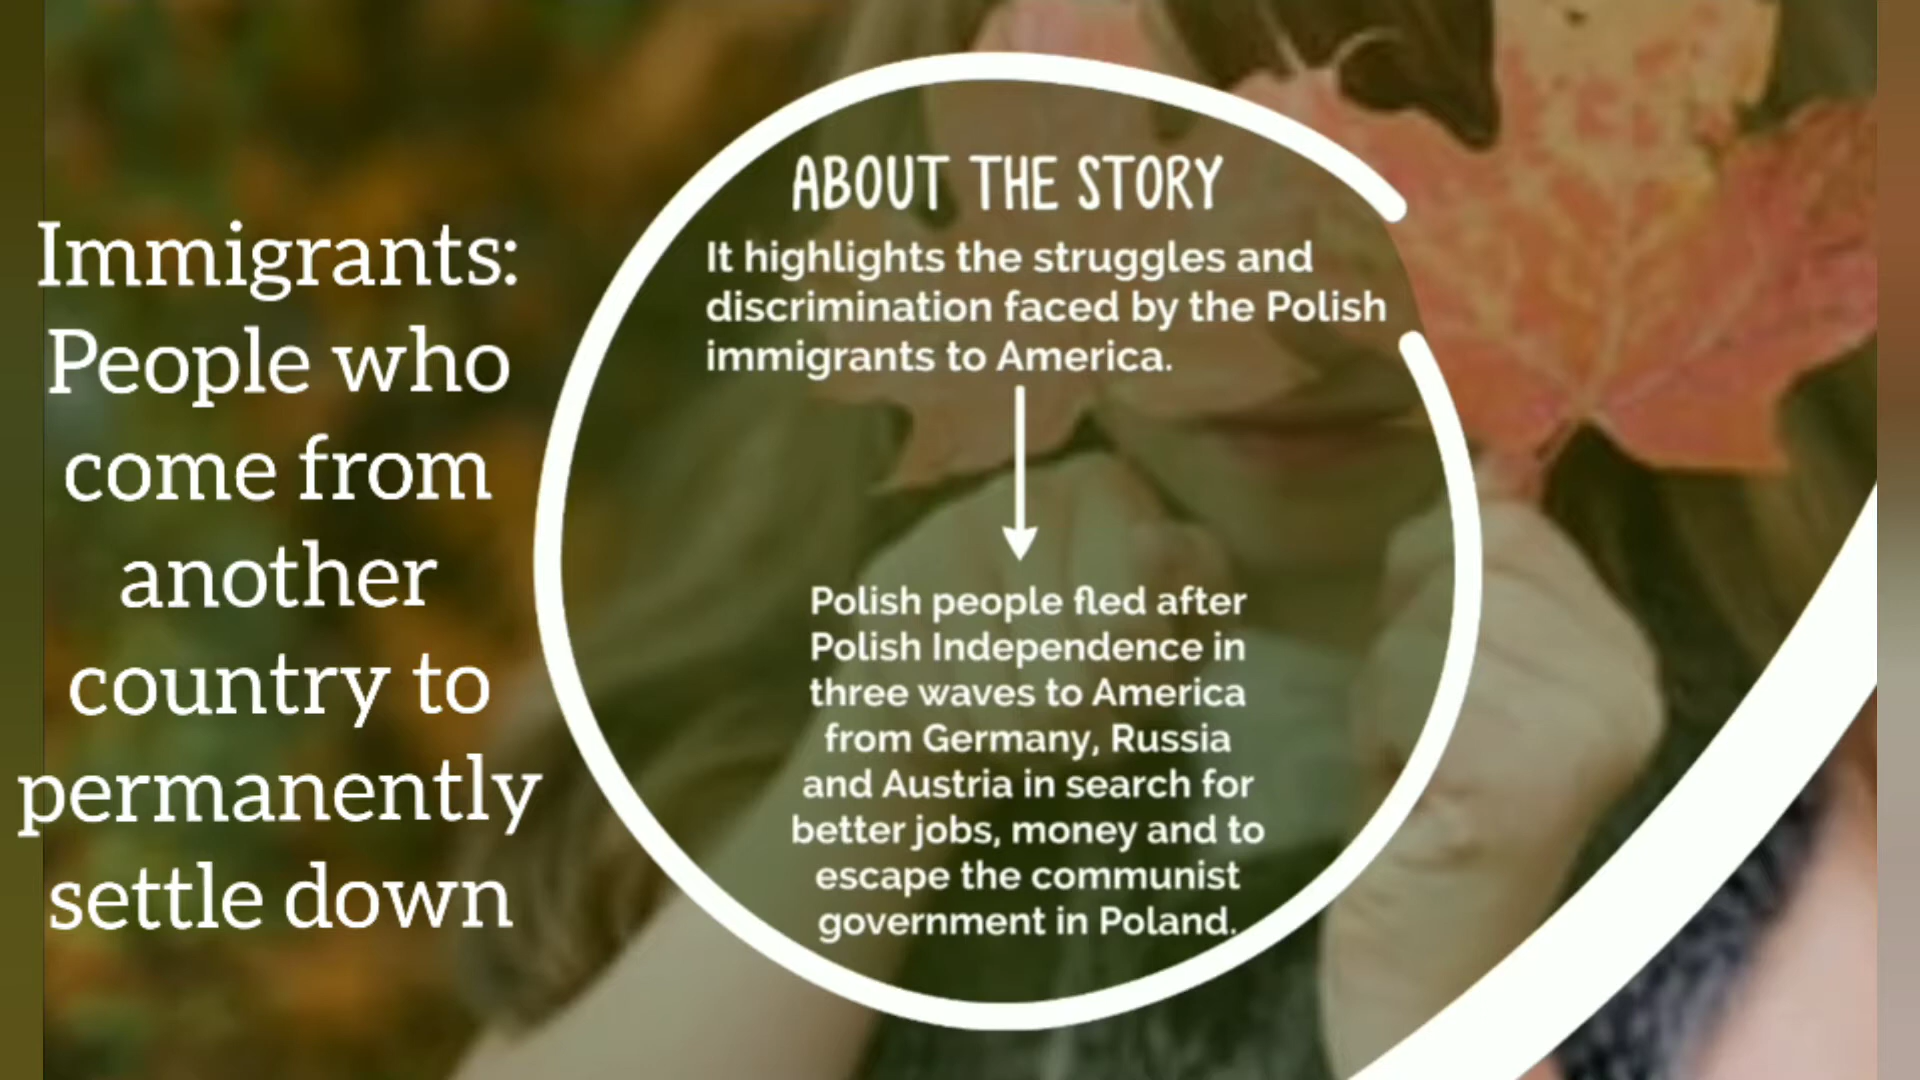 Immigrants:
People who
come from
another
country to
permanently
settle down
ABOUT THE STORY
It highlights the struggles and
discrimination faced by the Polish
immigrants to America.
Polish people fled after
Polish Independence in
three waves to America
from Germany, Russia
and Austria in search for
better jobs, money and to
escape the communist
government in Poland.